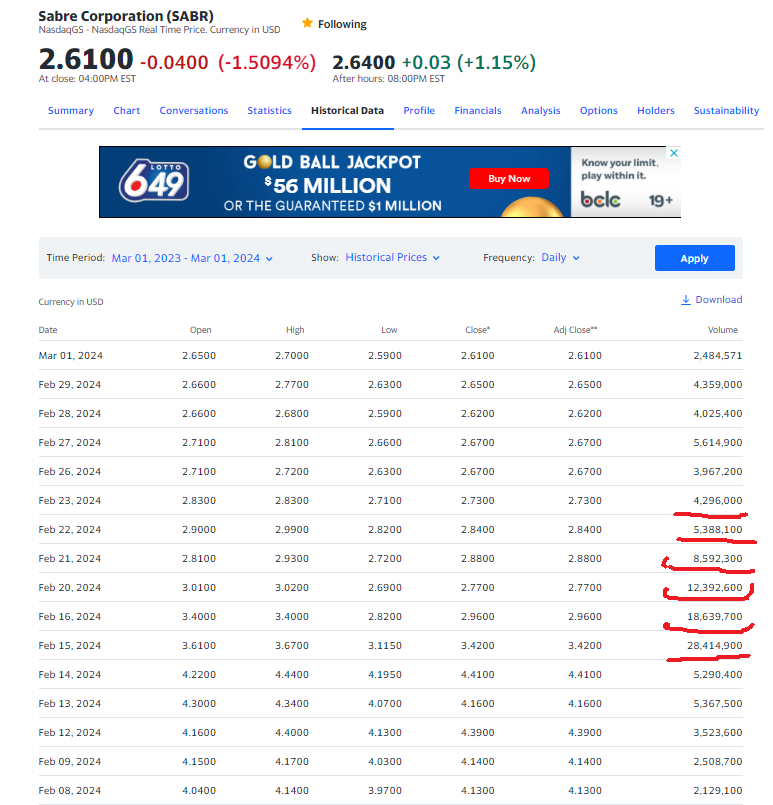 Sabre Corporation (SABR)
NasdaqGS - NasdaqGS Real Time Price. Currency in USD
Following
2.6100 -0.0400 (-1.5094%) 2.6400 +0.03 (+1.15%)
At close: 04:00PM EST After hours: 08:00PM EST
Summary Chart Conversations Statistics Historical Data Profile Financials Analysis Options Holders Sustainability
LOTTO 649
GOLD BALL JACKPOT
$56 MILLION
OR THE GUARANTEED $1 MILLION
Buy Now
Know your limit,
play within it.
bclc 19+
Time Period: Mar 01, 2023 - Mar 01, 2024 Show: Historical Prices Frequency: Daily Apply
Currency in USD Download
Date Open High Low Close* Adj Close** Volume
Mar 01, 2024 2.6500 2.7000 2.5900 2.6100 2.6100 2,484,571
Feb 29, 2024 2.6600 2.7700 2.6300 2.6500 2.6500 4,359,000
Feb 28, 2024 2.6600 2.6800 2.5900 2.6200 2.6200 4,025,400
Feb 27, 2024 2.7100 2.8100 2.6600 2.6700 2.6700 5,614,900
Feb 26, 2024 2.7100 2.7200 2.6300 2.6700 2.6700 3,967,200
Feb 23, 2024 2.8300 2.8300 2.7100 2.7300 2.7300 4,296,000
Feb 22, 2024 2.9000 2.9900 2.8200 2.8400 2.8400 5,388,100
Feb 21, 2024 2.8100 2.9300 2.7200 2.8800 2.8800 8,592,300
Feb 20, 2024 3.0100 3.0200 2.6900 2.7700 2.7700 12,392,600
Feb 16, 2024 3.4000 3.4000 2.8200 2.9600 2.9600 18,639,700
Feb 15, 2024 3.6100 3.6700 3.1150 3.4200 3.4200 28,414,900
Feb 14, 2024 4.2200 4.4400 4.1950 4.4100 4.4100 5,290,400
Feb 13, 2024 4.3000 4.3400 4.0700 4.1600 4.1600 5,367,500
Feb 12, 2024 4.1600 4.4000 4.1300 4.3900 4.3900 3,523,600
Feb 09, 2024 4.1500 4.1700 4.0300 4.1400 4.1400 2,508,700
Feb 08, 2024 4.0400 4.1400 3.9700 4.1300 4.1300 2,129,100